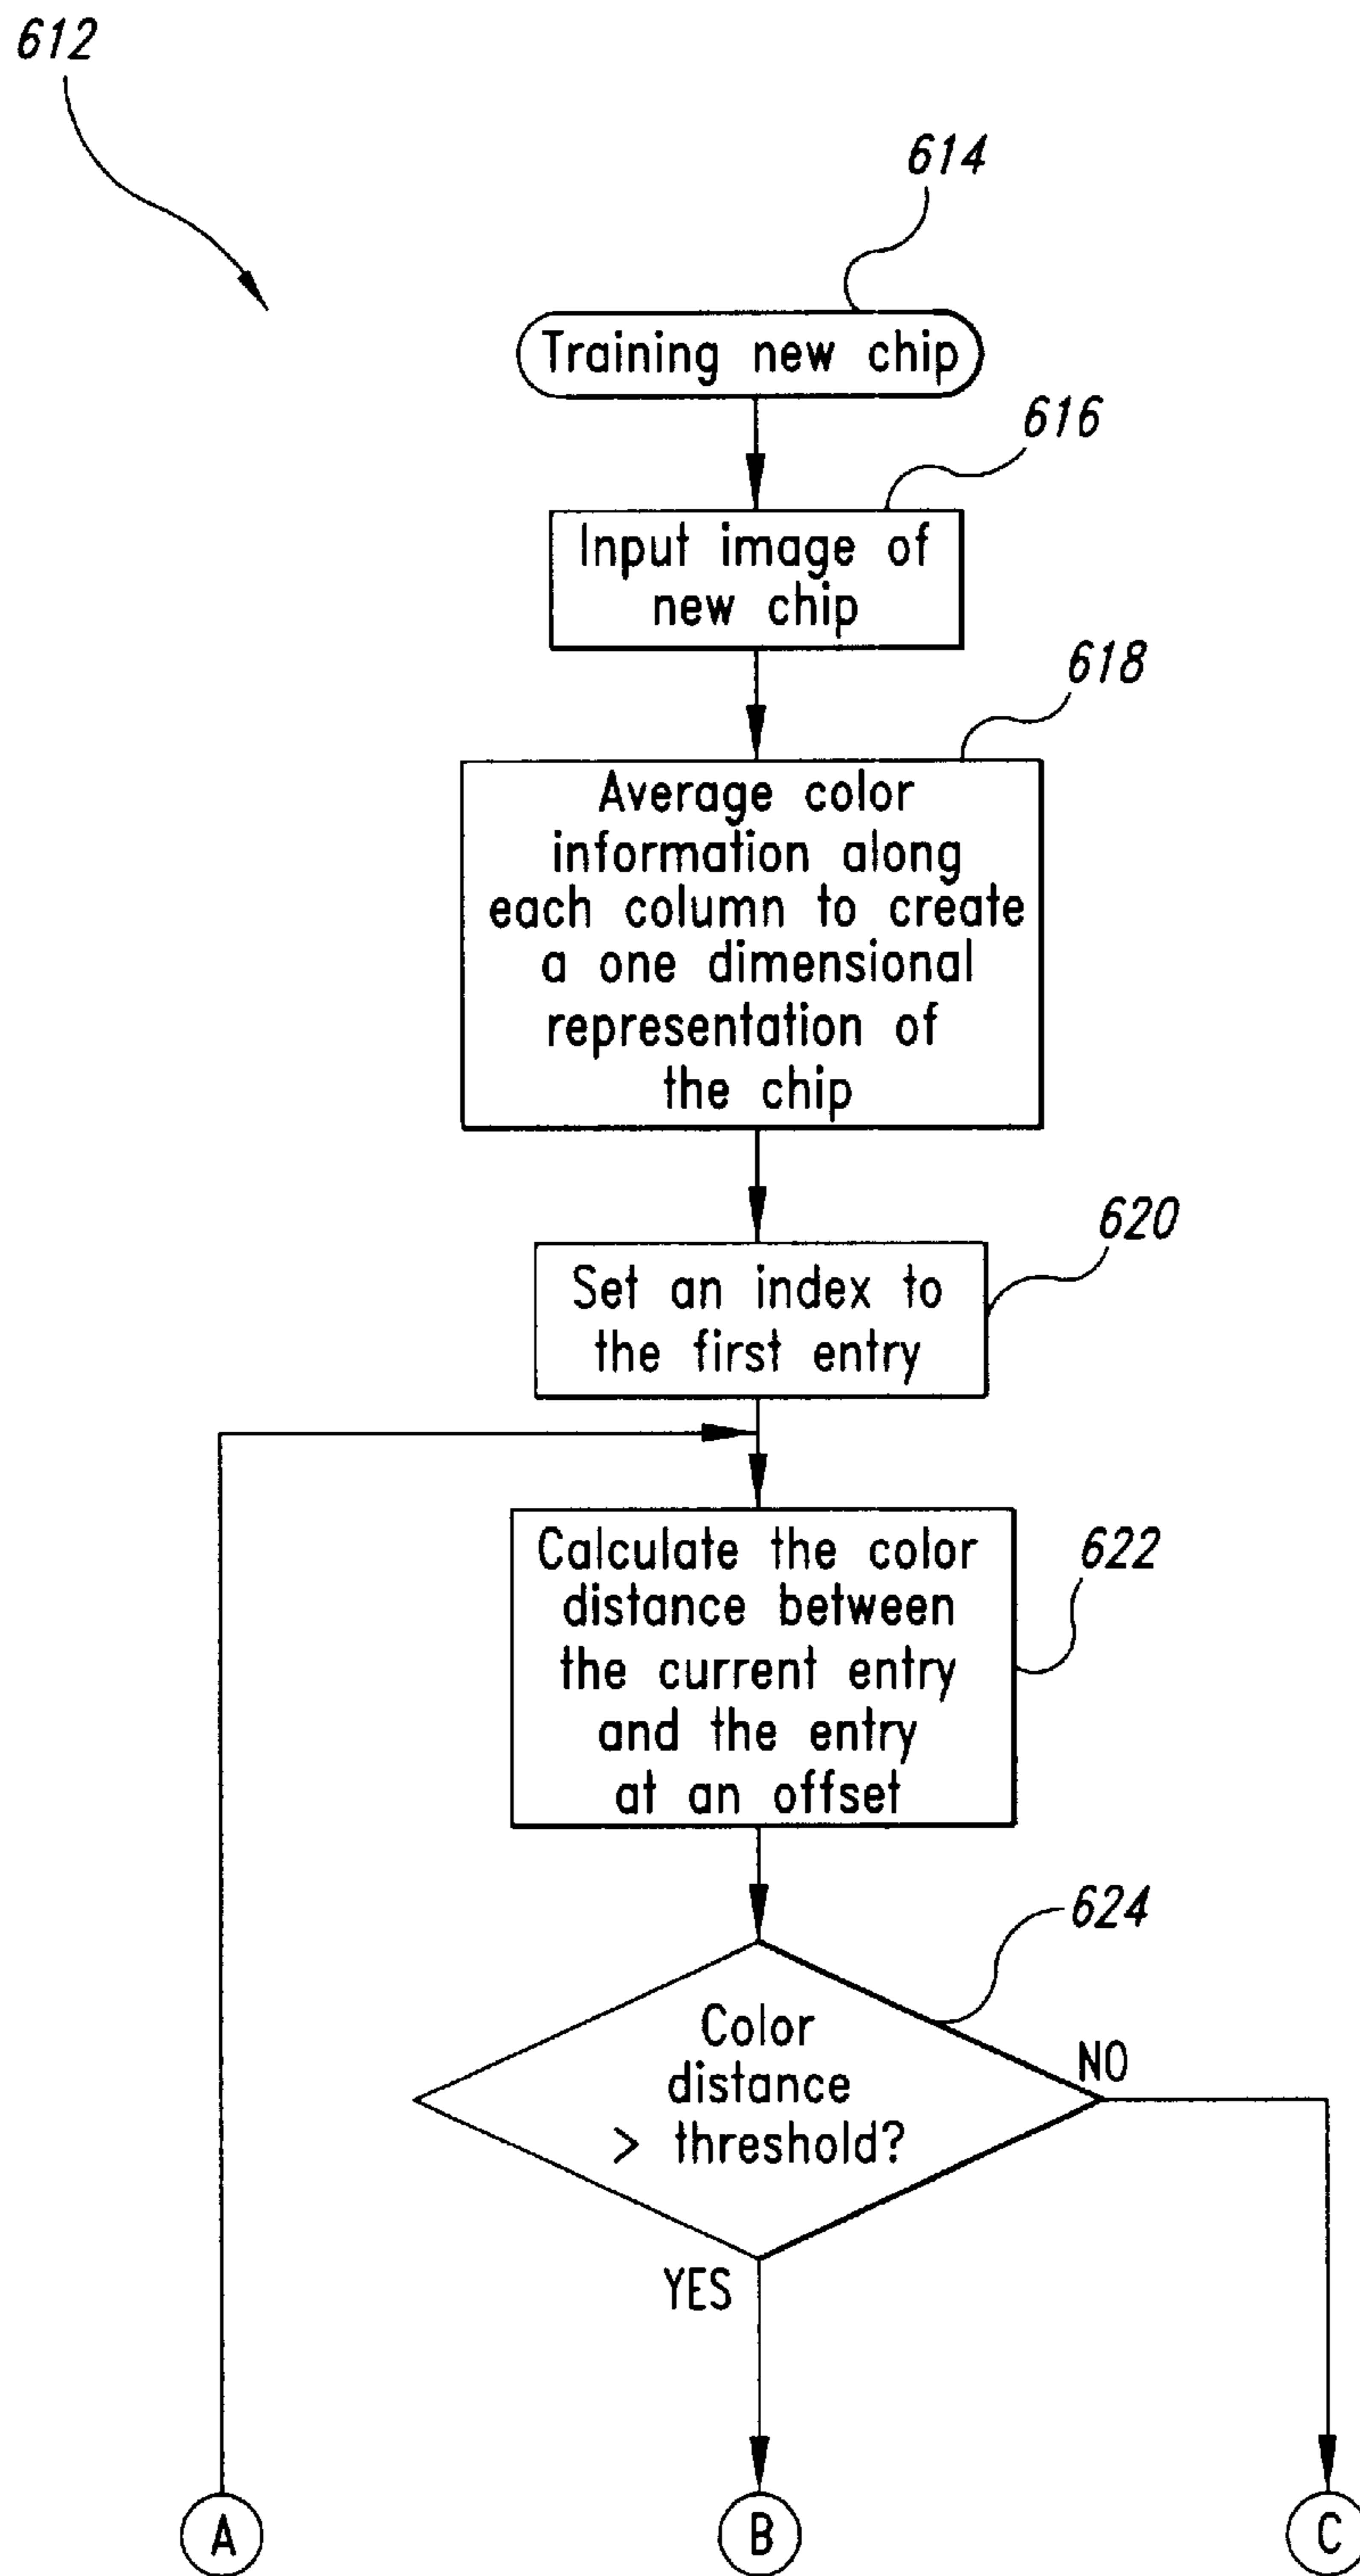 612
614
Training new chip
616
Input image of
new chip
618
Average color
information along
each column to create
a one dimensional
representation of
the chip
620
Set an index to
the first entry
622
Calculate the color
distance between
the current entry
and the entry
at an offset
624
Color
distance
> threshold?
NO
YES
A
B
C